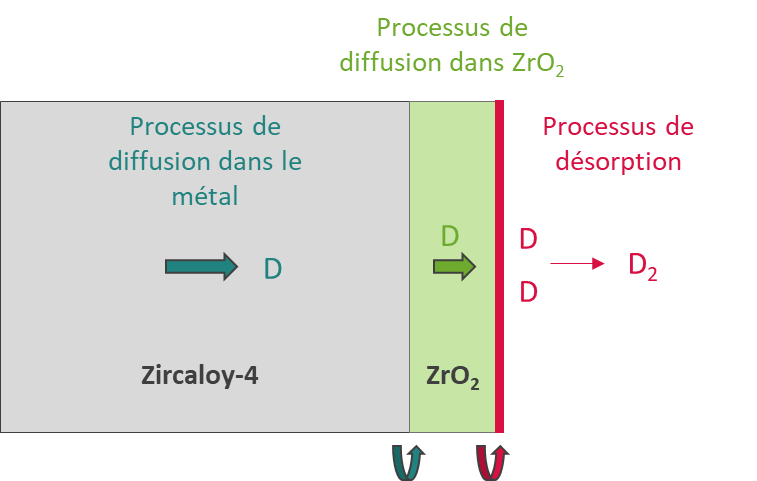 Processus de
diffusion dans ZrO₂
Processus de
diffusion dans le
métal
Processus de
désorption
D
D
D
D
D₂
Zircaloy-4
ZrO₂